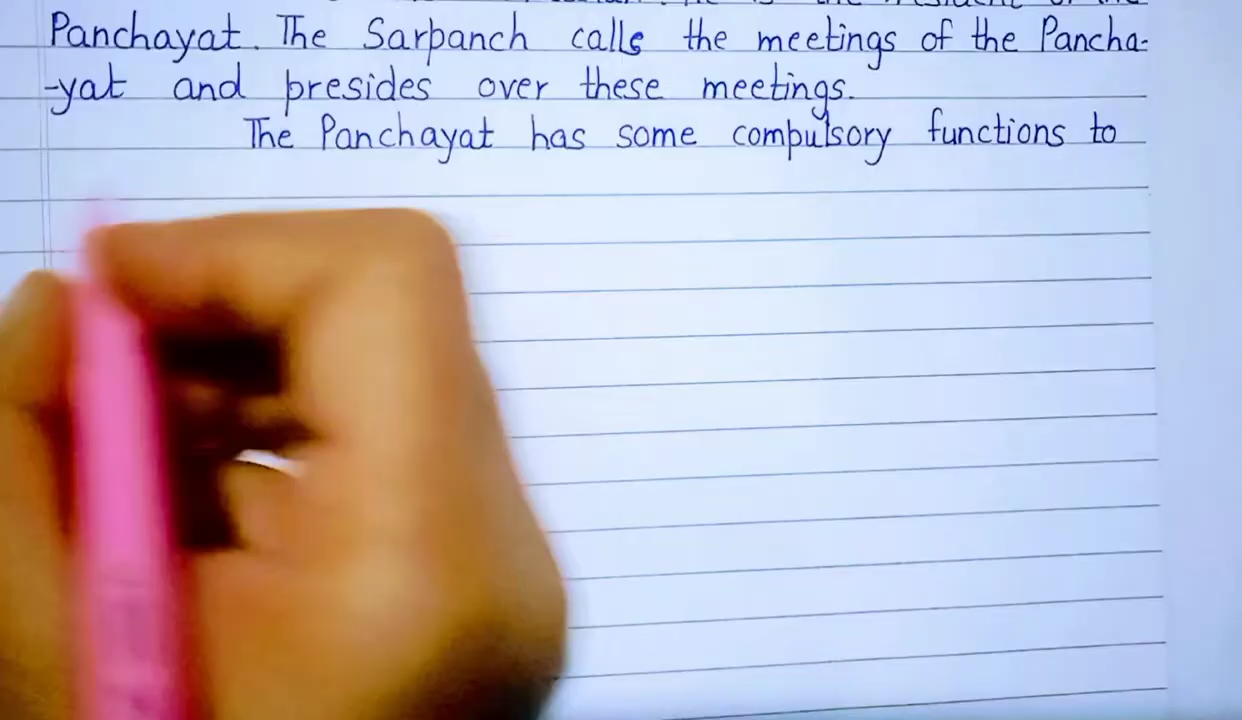 Panchayat. The Sarpanch calls the meetings of the Pancha-
-yat and presides over these meetings.
The Panchayat has some compulsory functions to